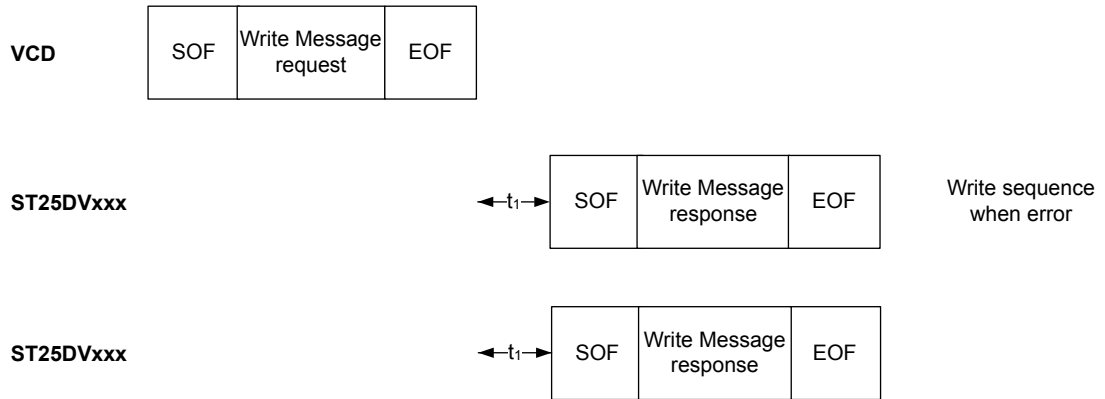 VCD
SOF
Write Message
request
EOF
ST25DVxxx
t₁
SOF
Write Message
response
EOF
Write sequence
when error
ST25DVxxx
t₁
SOF
Write Message
response
EOF